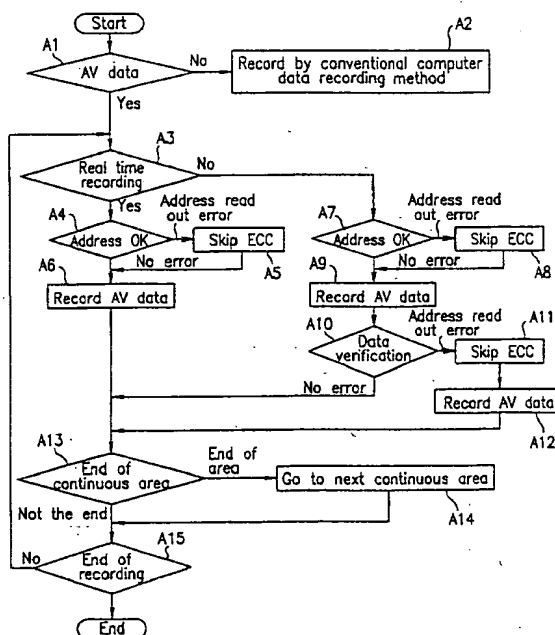 Start
A1
A2
AV data
No
Record by conventional computer
data recording method
Yes
A3
Real time
recording
No
Yes
A4
Address read
out error
Address OK
Skip ECC
No error
A5
A6
Record AV data
A7
Address read
out error
Address OK
Skip ECC
No error
A8
A9
Record AV data
A10
Address read
out error
A11
Data
verification
Skip ECC
No error
Record AV data
A12
A13
End of
area
End of
continuous area
Go to next continuous area
Not the end
A14
A15
No
End of
recording
End